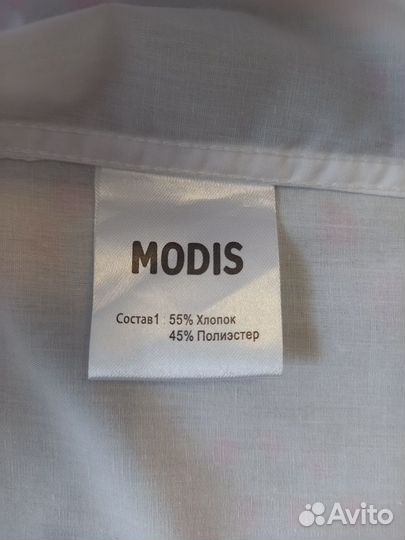 MODIS
Состав1 : 55% Хлопок
45% Полиэстер
Avito